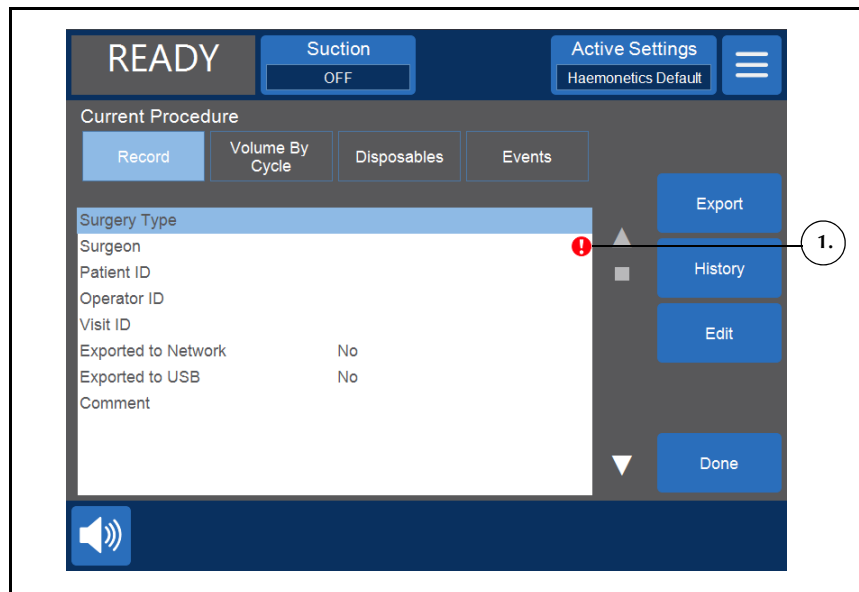 READY
Suction
OFF
Active Settings
Haemonetics Default
Current Procedure
Record
Volume By
Cycle
Disposables
Events
Export
Surgery Type
Surgeon
1.
Patient ID
History
Operator ID
Visit ID
Edit
Exported to Network No
Exported to USB No
Comment
Done